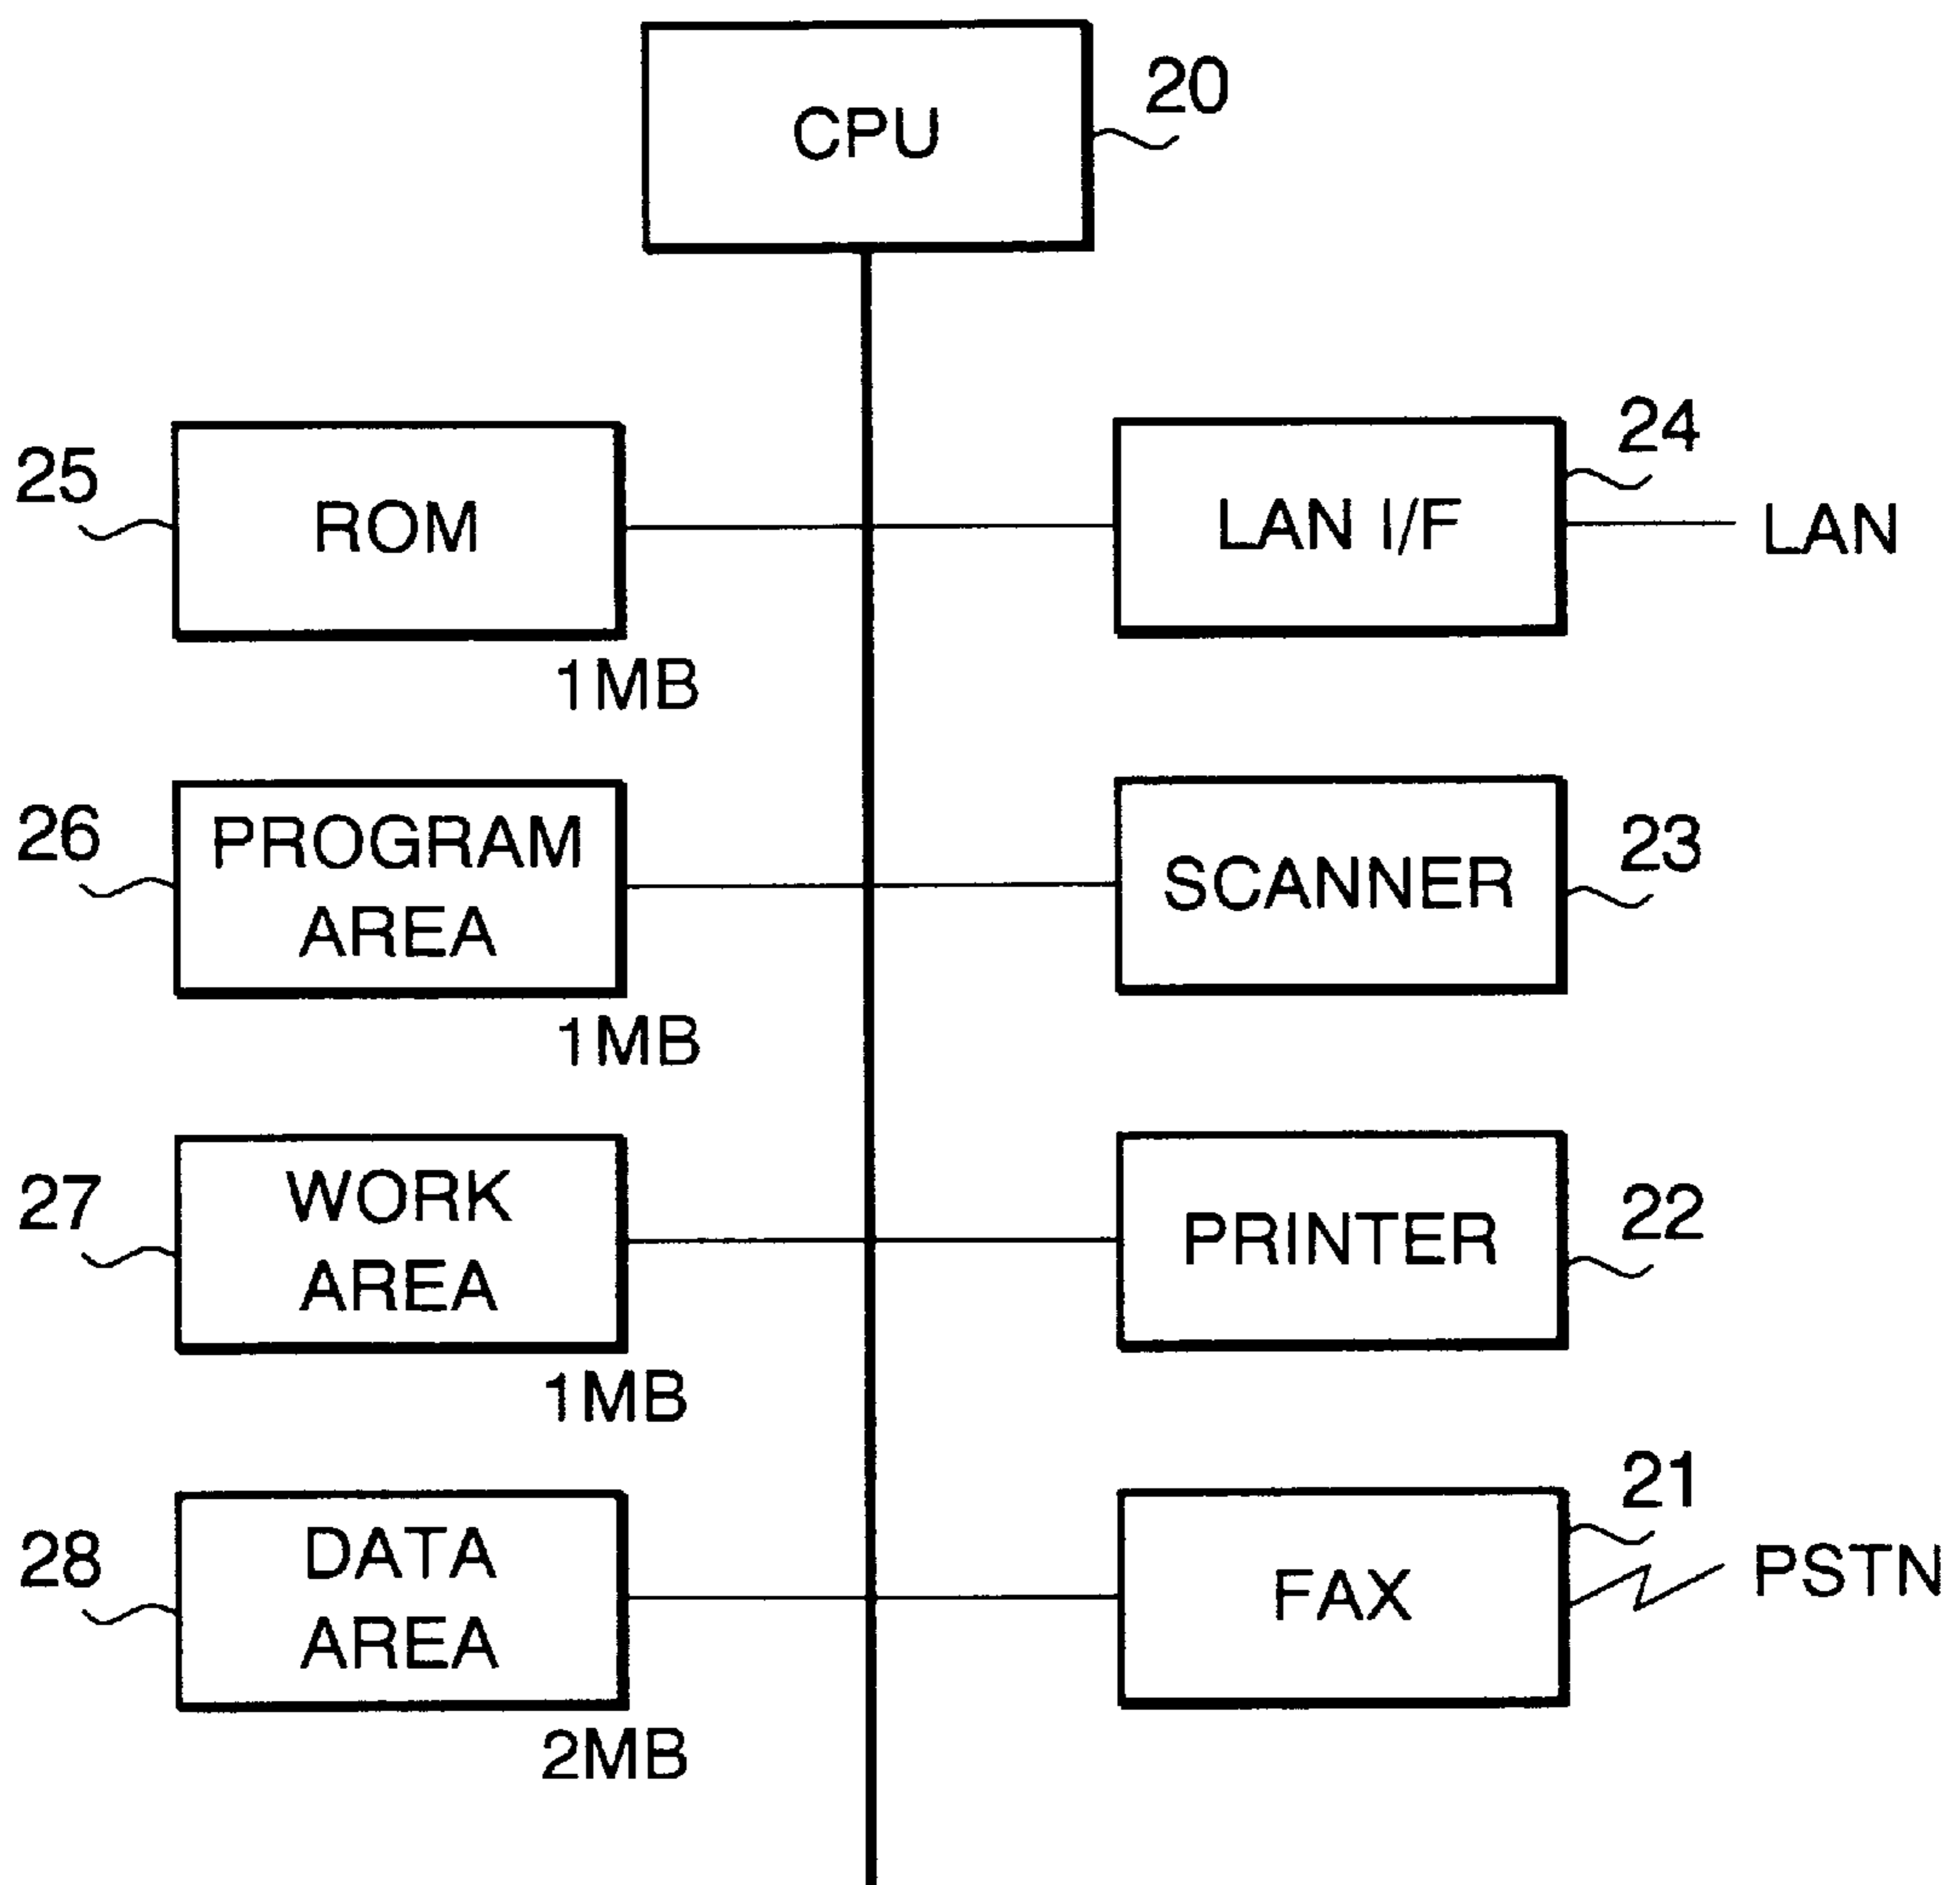 CPU
20
25
ROM
1MB
24
LAN I/F
LAN
26
PROGRAM
AREA
1MB
23
SCANNER
27
WORK
AREA
1MB
22
PRINTER
28
DATA
AREA
2MB
21
FAX
PSTN